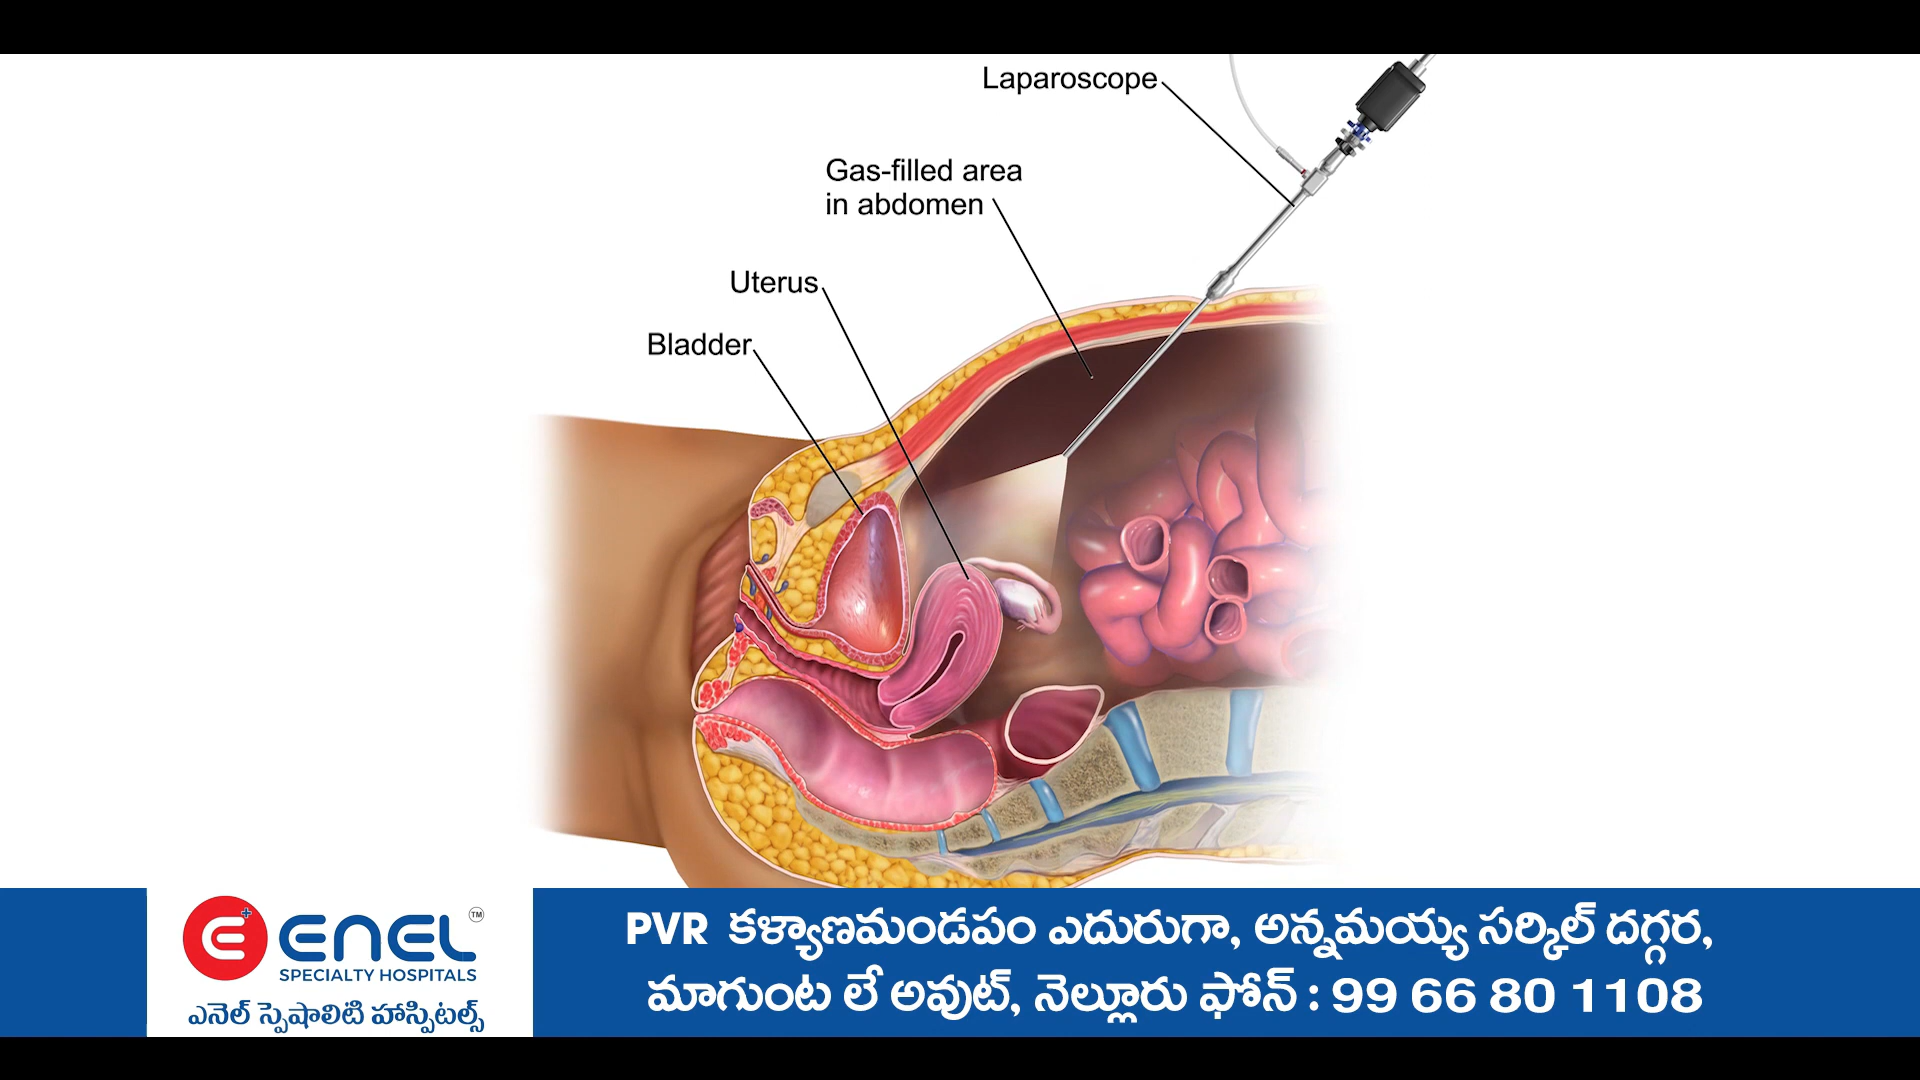 Laparoscope
Gas-filled area
in abdomen
Uterus
Bladder
ENEL™
SPECIALTY HOSPITALS
ఎనెల్ స్పెషాలిటి హాస్పిటల్స్
PVR కళ్యాణమండపం ఎదురుగా, అన్నమయ్య సర్కిల్ దగ్గర,
మాగుంట లే అవుట్, నెల్లూరు ఫోన్ : 99 66 80 1108